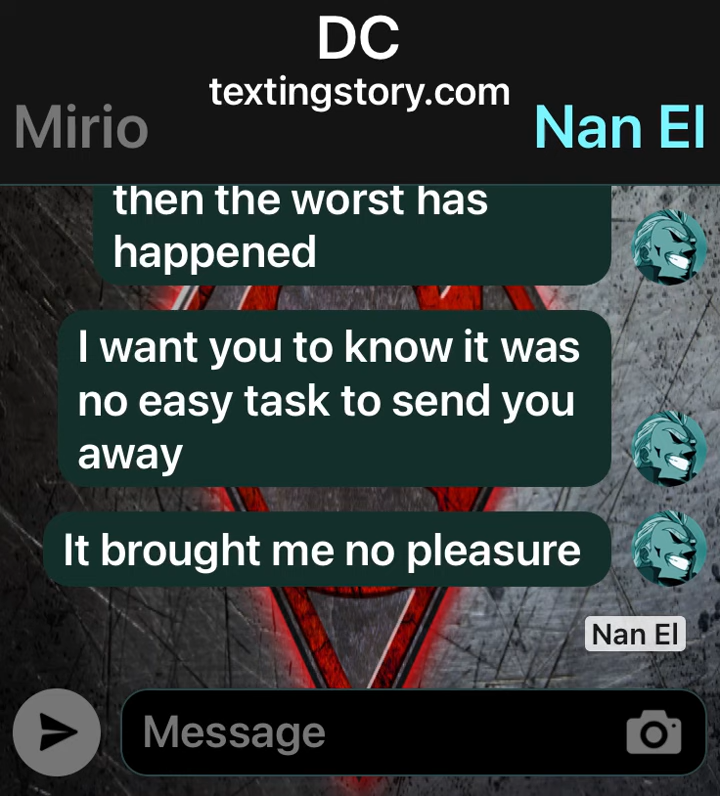 DC
textingstory.com
Mirio
Nan El
then the worst has
happened
I want you to know it was
no easy task to send you
away
It brought me no pleasure
Nan El
Message